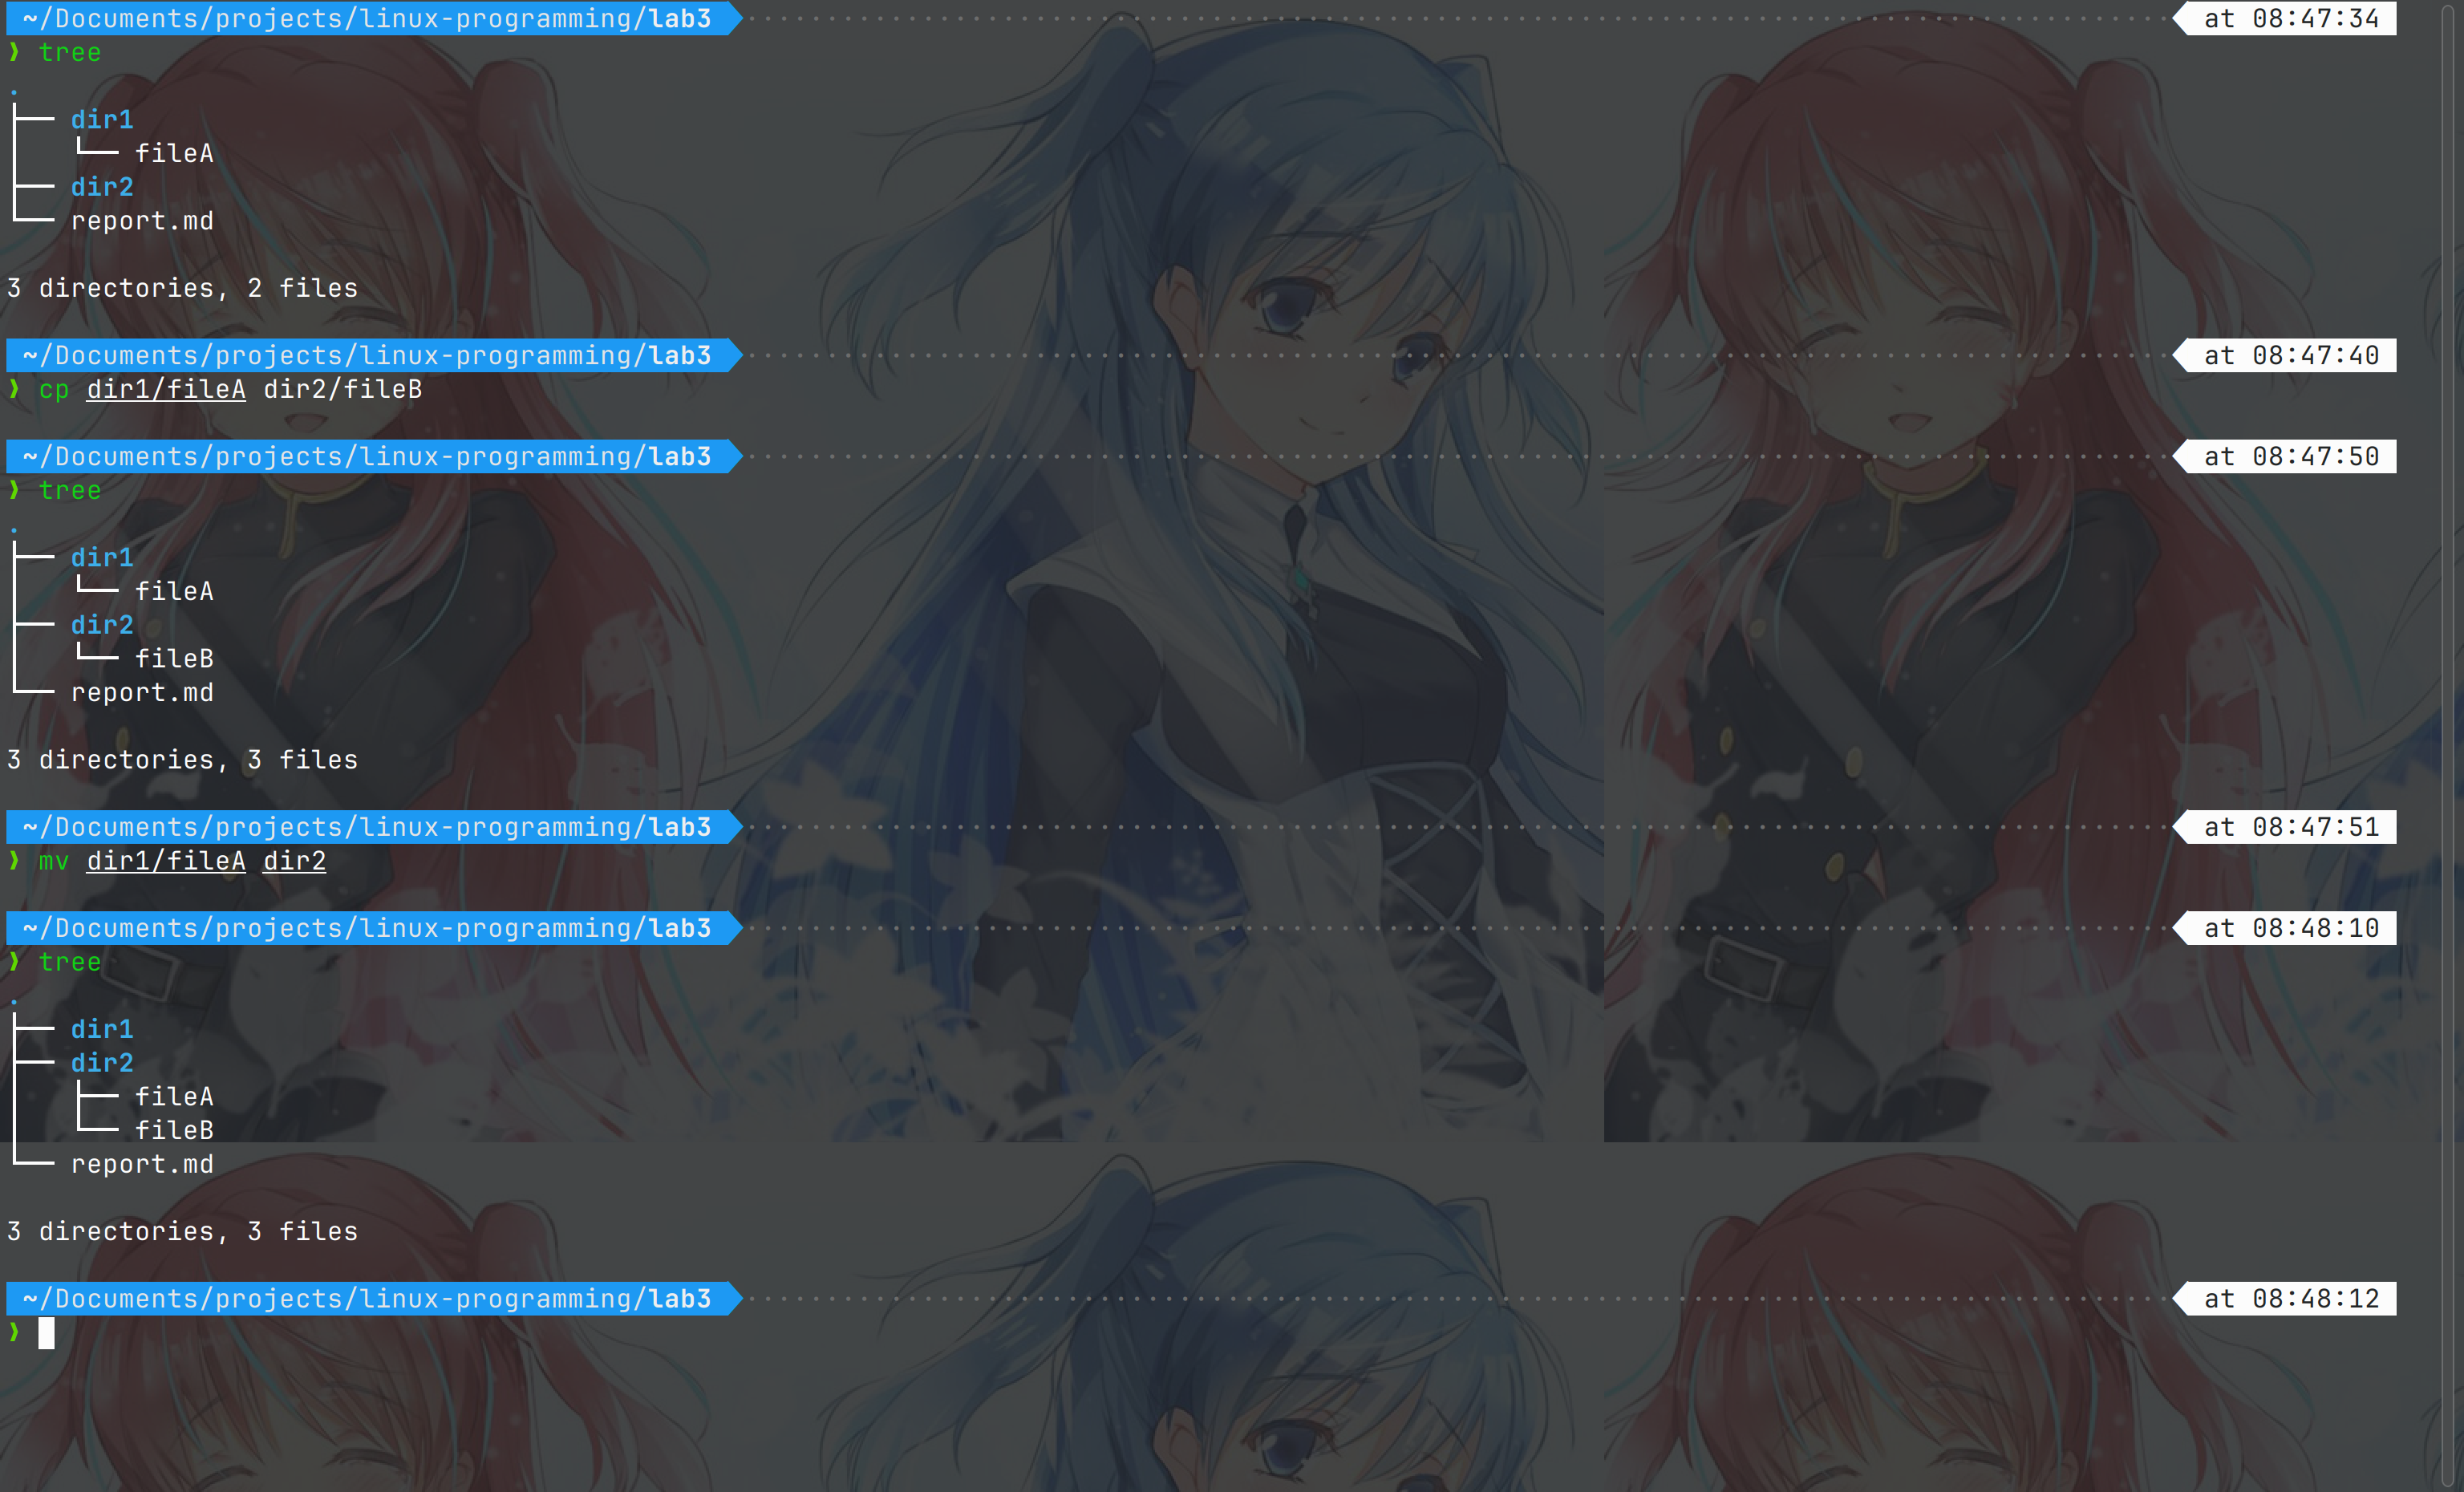 ~/Documents/projects/linux-programming/lab3 at 08:47:34
❯ tree
.
├── dir1
│   └── fileA
├── dir2
└── report.md
3 directories, 2 files
~/Documents/projects/linux-programming/lab3 at 08:47:40
❯ cp dir1/fileA dir2/fileB
~/Documents/projects/linux-programming/lab3 at 08:47:50
❯ tree
.
├── dir1
│   └── fileA
├── dir2
│   └── fileB
└── report.md
3 directories, 3 files
~/Documents/projects/linux-programming/lab3 at 08:47:51
❯ mv dir1/fileA dir2
~/Documents/projects/linux-programming/lab3 at 08:48:10
❯ tree
.
├── dir1
├── dir2
│   ├── fileA
│   └── fileB
└── report.md
3 directories, 3 files
~/Documents/projects/linux-programming/lab3 at 08:48:12
❯